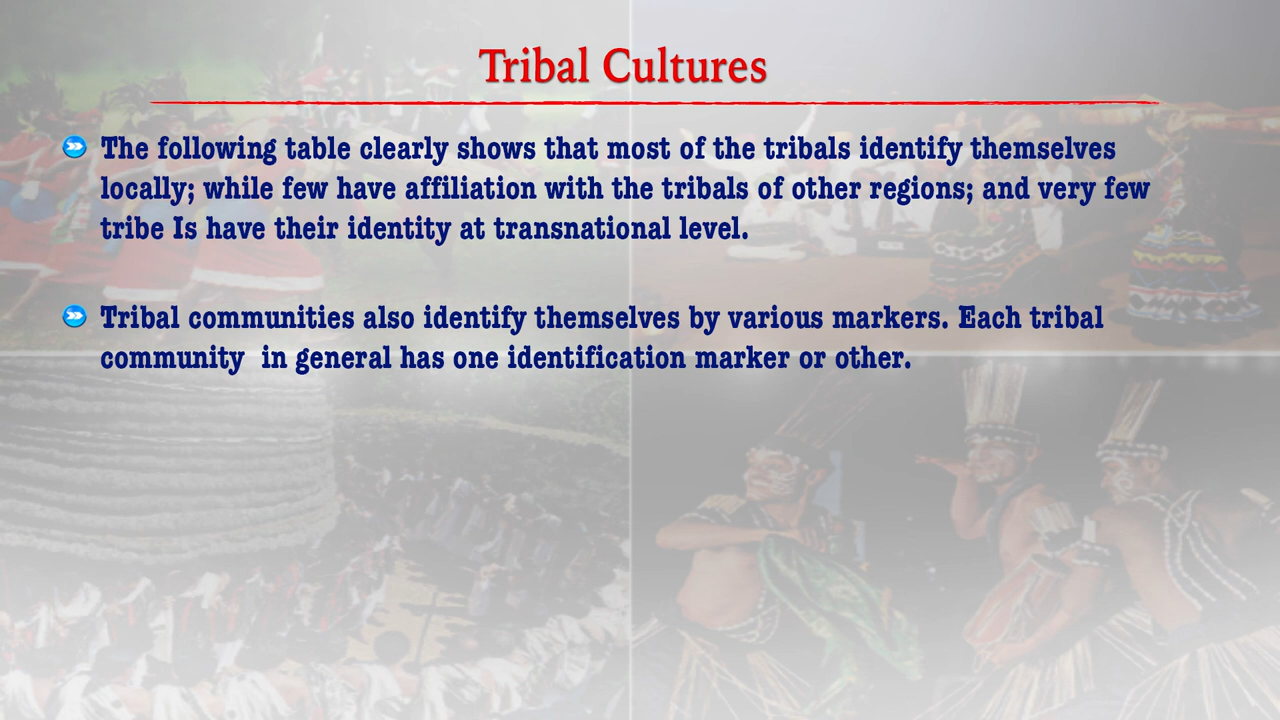 Tribal Cultures
The following table clearly shows that most of the tribals identify themselves
locally; while few have affiliation with the tribals of other regions; and very few
tribe Is have their identity at transnational level.
Tribal communities also identify themselves by various markers. Each tribal
community  in general has one identification marker or other.